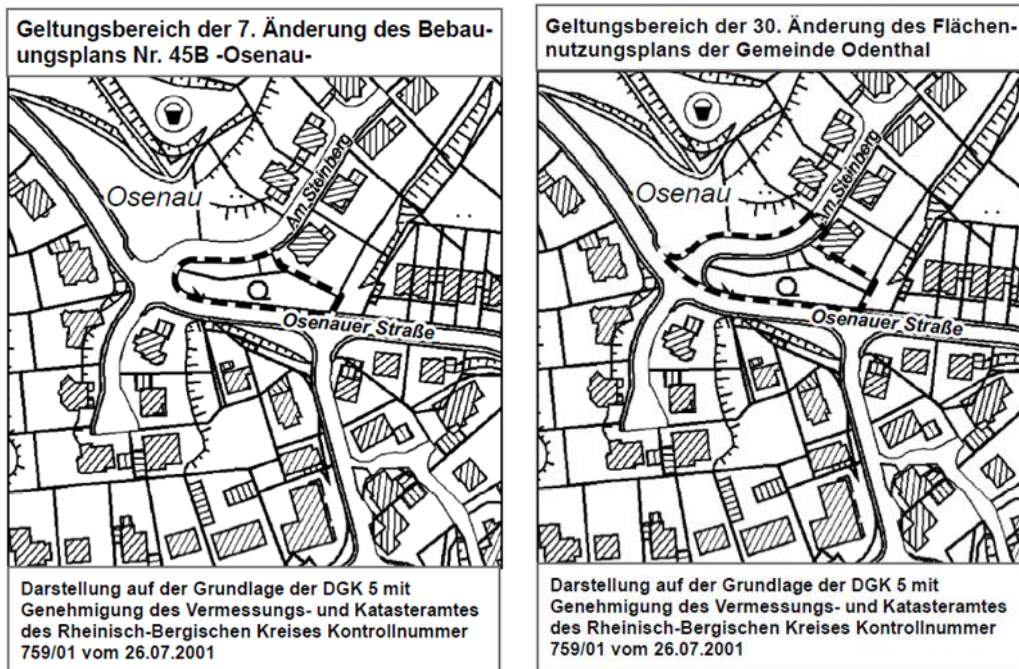 Geltungsbereich der 7. Änderung des Bebau-
ungsplans Nr. 45B -Osenau-
Osenau
Am Steinberg
Osenauer Straße
Darstellung auf der Grundlage der DGK 5 mit
Genehmigung des Vermessungs- und Katasteramtes
des Rheinisch-Bergischen Kreises Kontrollnummer
759/01 vom 26.07.2001
Geltungsbereich der 30. Änderung des Flächen-
nutzungsplans der Gemeinde Odenthal
Osenau
Am Steinberg
Osenauer Straße
Darstellung auf der Grundlage der DGK 5 mit
Genehmigung des Vermessungs- und Katasteramtes
des Rheinisch-Bergischen Kreises Kontrollnummer
759/01 vom 26.07.2001